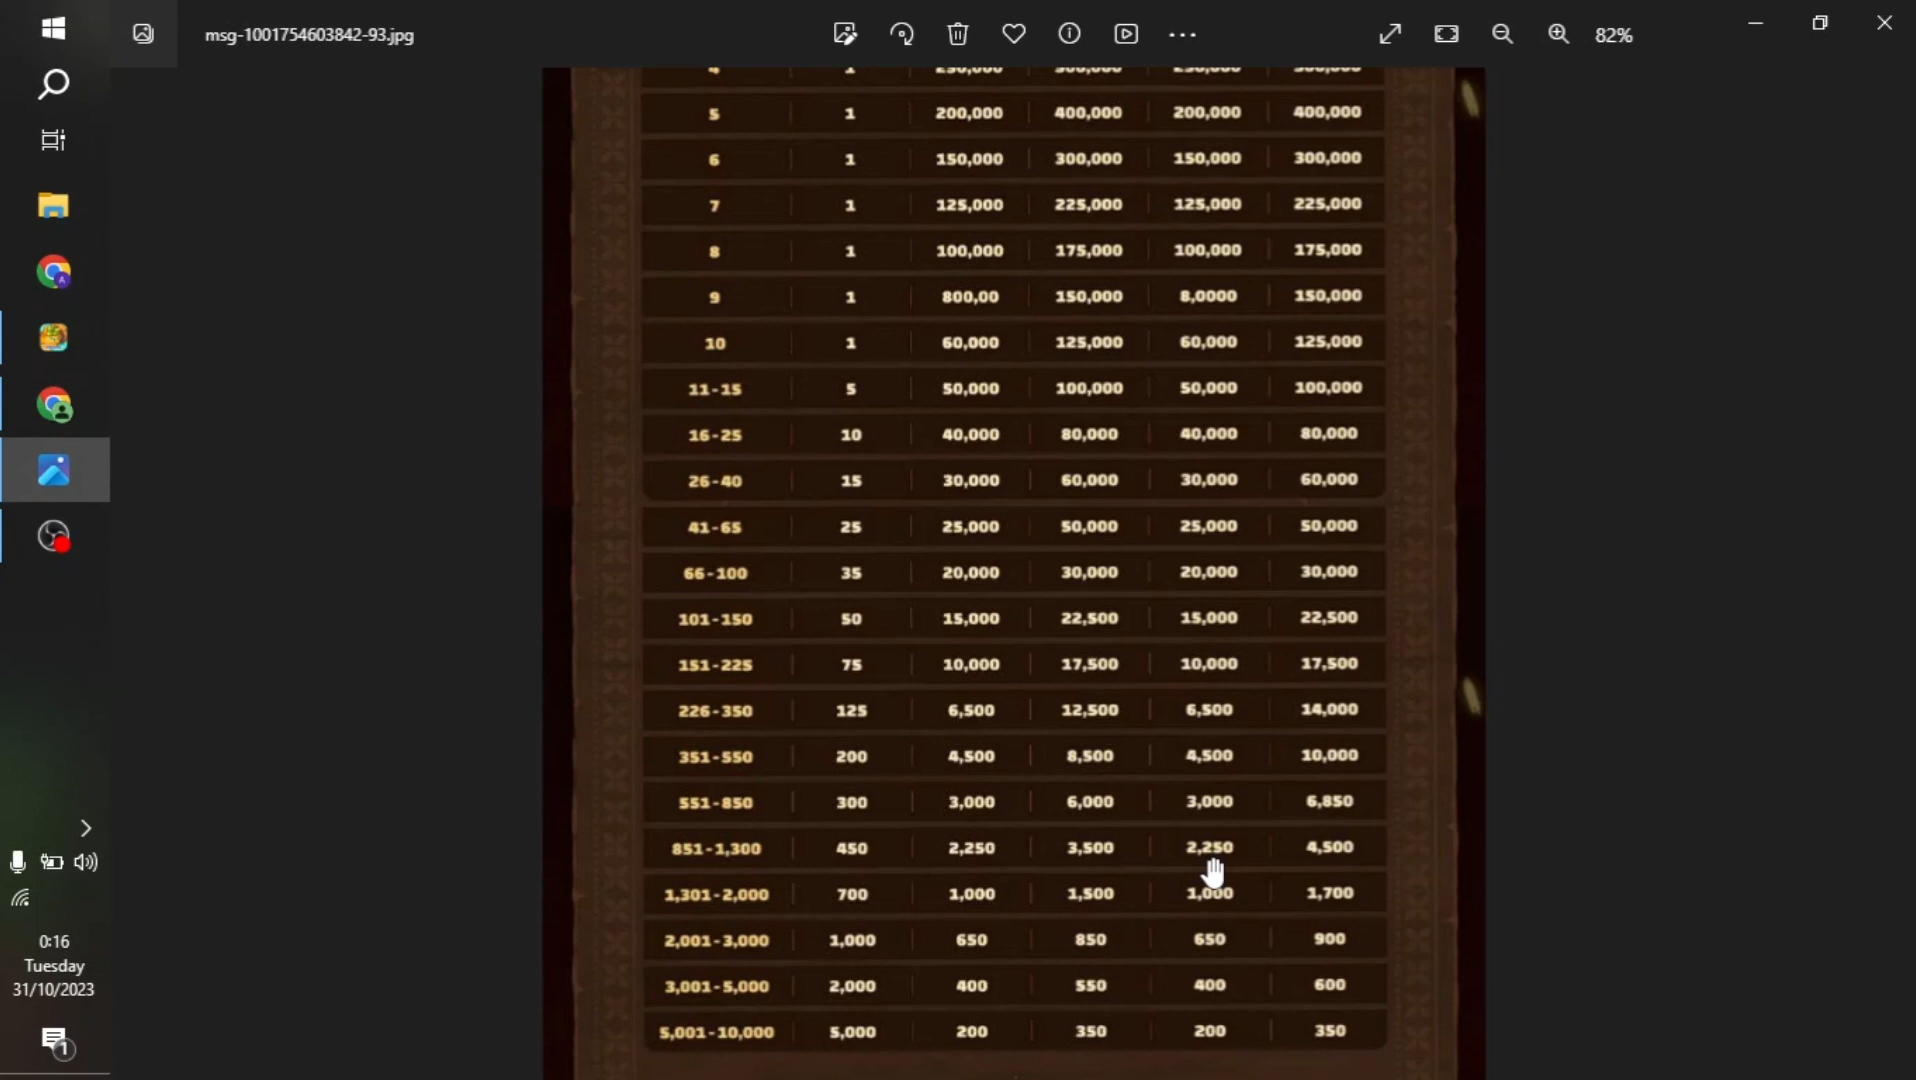 msg-1001754603842-93.jpg
82%
4 1 250,000 500,000 250,000 500,000
5 1 200,000 400,000 200,000 400,000
6 1 150,000 300,000 150,000 300,000
7 1 125,000 225,000 125,000 225,000
8 1 100,000 175,000 100,000 175,000
9 1 800,00 150,000 8,0000 150,000
10 1 60,000 125,000 60,000 125,000
11-15 5 50,000 100,000 50,000 100,000
16-25 10 40,000 80,000 40,000 80,000
26-40 15 30,000 60,000 30,000 60,000
41-65 25 25,000 50,000 25,000 50,000
66-100 35 20,000 30,000 20,000 30,000
101-150 50 15,000 22,500 15,000 22,500
151-225 75 10,000 17,500 10,000 17,500
226-350 125 6,500 12,500 6,500 14,000
351-550 200 4,500 8,500 4,500 10,000
551-850 300 3,000 6,000 3,000 6,850
851-1,300 450 2,250 3,500 2,250 4,500
1,301-2,000 700 1,000 1,500 1,000 1,700
2,001-3,000 1,000 650 850 650 900
3,001-5,000 2,000 400 550 400 600
5,001-10,000 5,000 200 350 200 350
0:16
Tuesday
31/10/2023
1